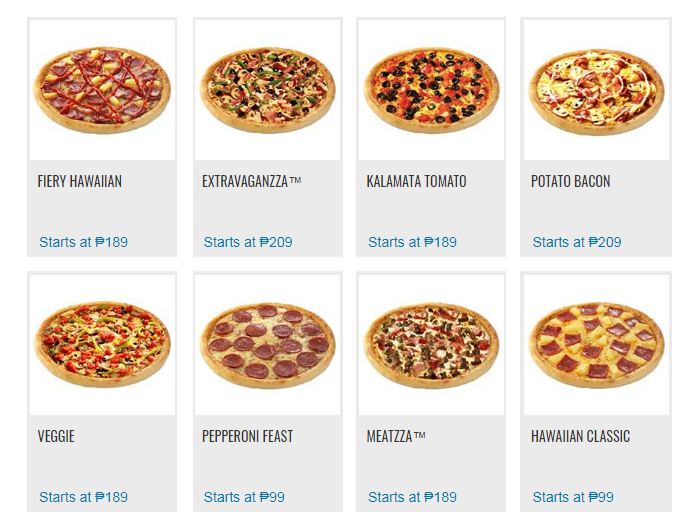 FIERY HAWAIIAN
EXTRAVAGANZZA™
KALAMATA TOMATO
POTATO BACON
Starts at ₱189
Starts at ₱209
Starts at ₱189
Starts at ₱209
VEGGIE
PEPPERONI FEAST
MEATZZA™
HAWAIIAN CLASSIC
Starts at ₱189
Starts at ₱99
Starts at ₱189
Starts at ₱99